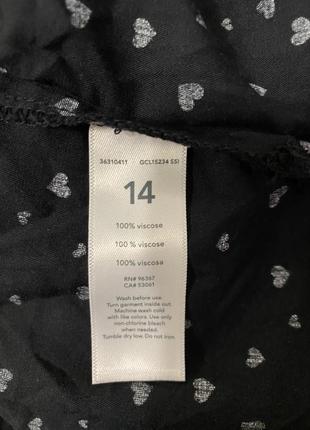 36310411 GCL15234 SSI
14
100% viscose
100 % viscose
100% viscosa
RN# 96367
CA# 53061
Wash before use.
Turn garment inside out.
Machine wash cold
with like colors. Use only
non-chlorine bleach
when needed.
Tumble dry low. Do not iron.